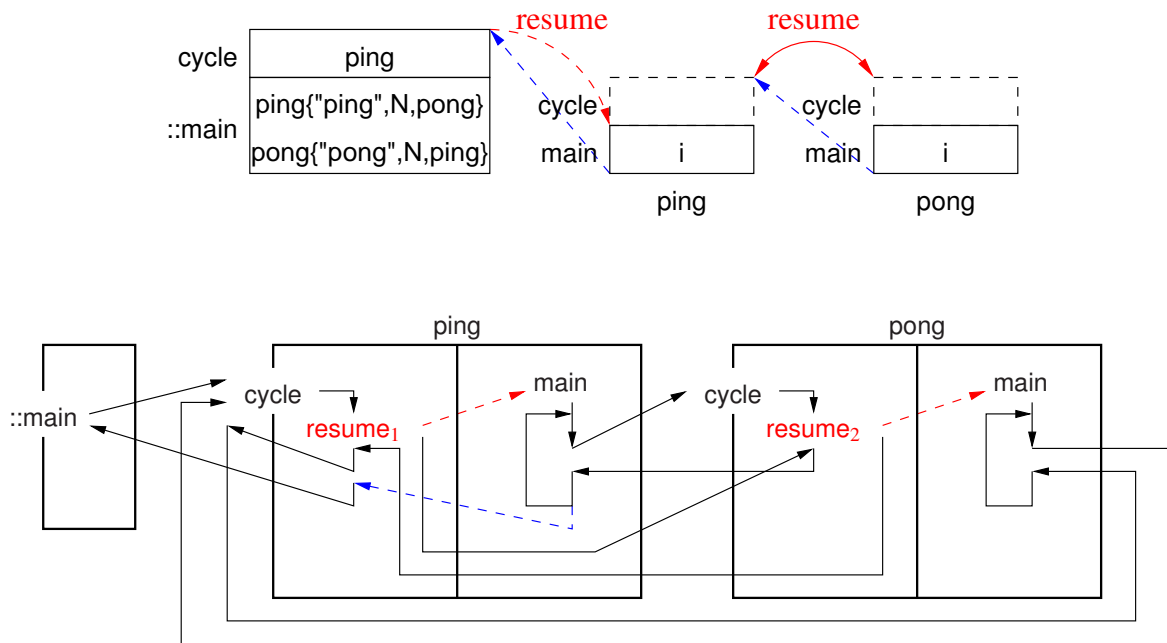 resume
resume
cycle
ping
ping{"ping",N,pong}
::main
pong{"pong",N,ping}
cycle
cycle
main
i
main
i
ping
pong
ping
pong
main
main
cycle
cycle
::main
resume1
resume2